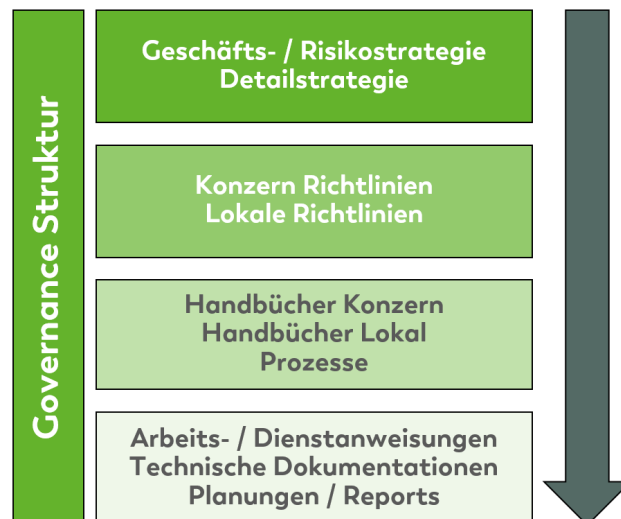 Governance Struktur
Geschäfts- / Risikostrategie
Detailstrategie
Konzern Richtlinien
Lokale Richtlinien
Handbücher Konzern
Handbücher Lokal
Prozesse
Arbeits- / Dienstanweisungen
Technische Dokumentationen
Planungen / Reports